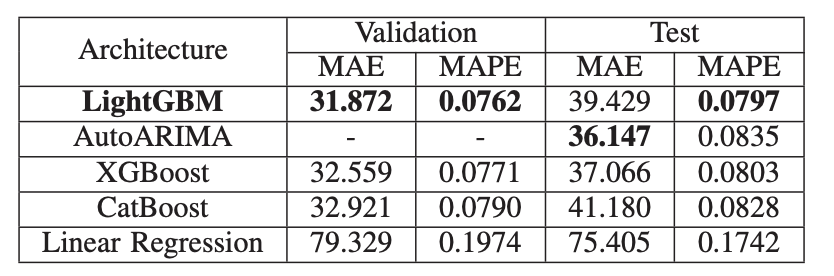 Architecture Validation Test
MAE MAPE MAE MAPE
LightGBM 31.872 0.0762 39.429 0.0797
AutoARIMA - - 36.147 0.0835
XGBoost 32.559 0.0771 37.066 0.0803
CatBoost 32.921 0.0790 41.180 0.0828
Linear Regression 79.329 0.1974 75.405 0.1742